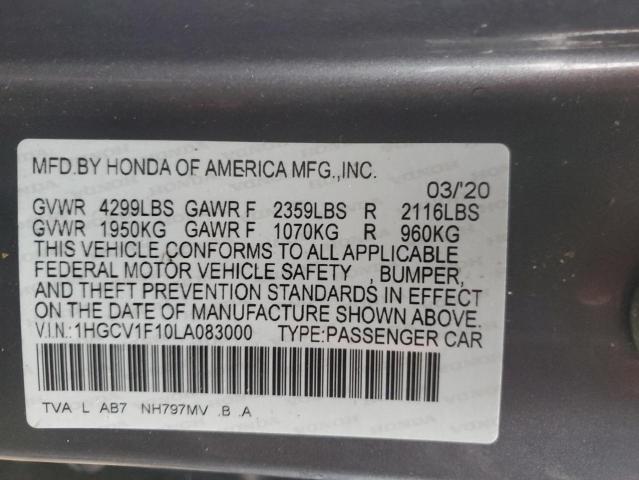 MFD.BY HONDA OF AMERICA MFG.,INC.
03/'20
GVWR 4299LBS GAWR F 2359LBS R 2116LBS
GVWR 1950KG GAWR F 1070KG R 960KG
THIS VEHICLE CONFORMS TO ALL APPLICABLE
FEDERAL MOTOR VEHICLE SAFETY , BUMPER,
AND THEFT PREVENTION STANDARDS IN EFFECT
ON THE DATE OF MANUFACTURE SHOWN ABOVE.
V.I.N.:1HGCV1F10LA083000 TYPE:PASSENGER CAR
TVA L AB7 NH797MV .B .A